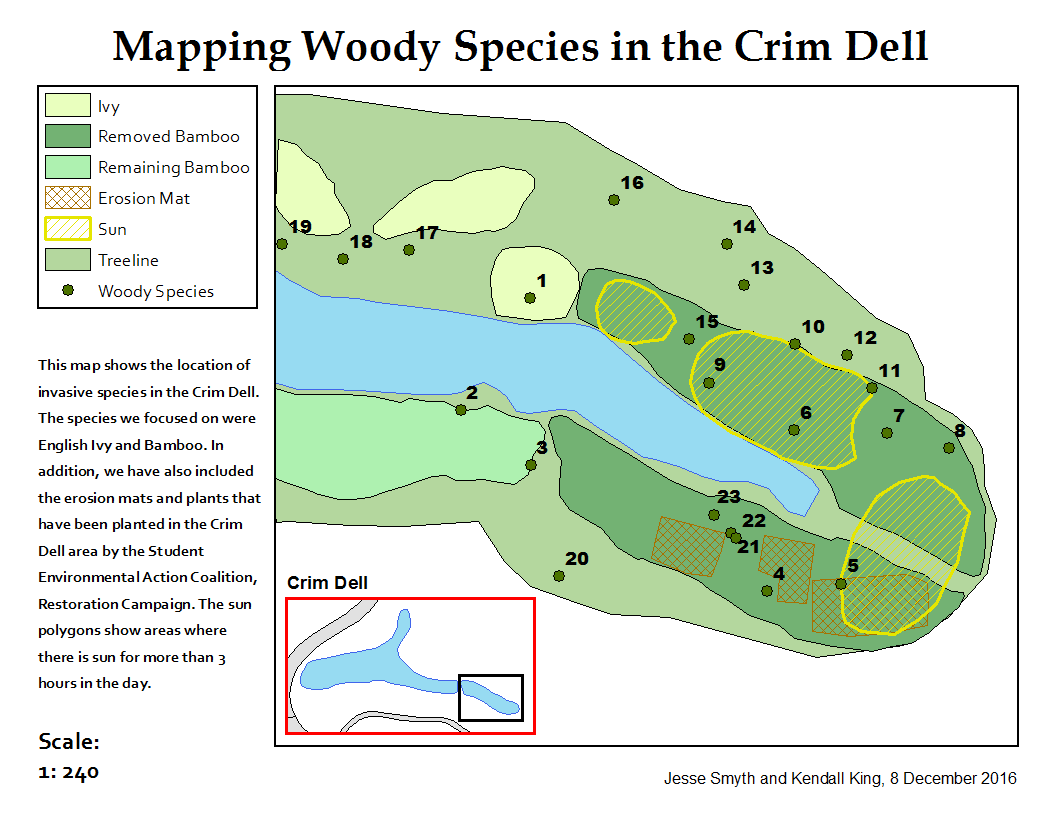 Mapping Woody Species in the Crim Dell
Ivy
Removed Bamboo
Remaining Bamboo
Erosion Mat
Sun
Treeline
Woody Species
This map shows the location of
invasive species in the Crim Dell.
The species we focused on were
English Ivy and Bamboo. In
addition, we have also included
the erosion mats and plants that
have been planted in the Crim
Dell area by the Student
Environmental Action Coalition,
Restoration Campaign. The sun
polygons show areas where
there is sun for more than 3
hours in the day.
Scale:
1: 240
16
19
18
17
14
13
1
15
10
12
9
11
2
6
7
8
3
23
22
21
20
4
5
Crim Dell
Jesse Smyth and Kendall King, 8 December 2016